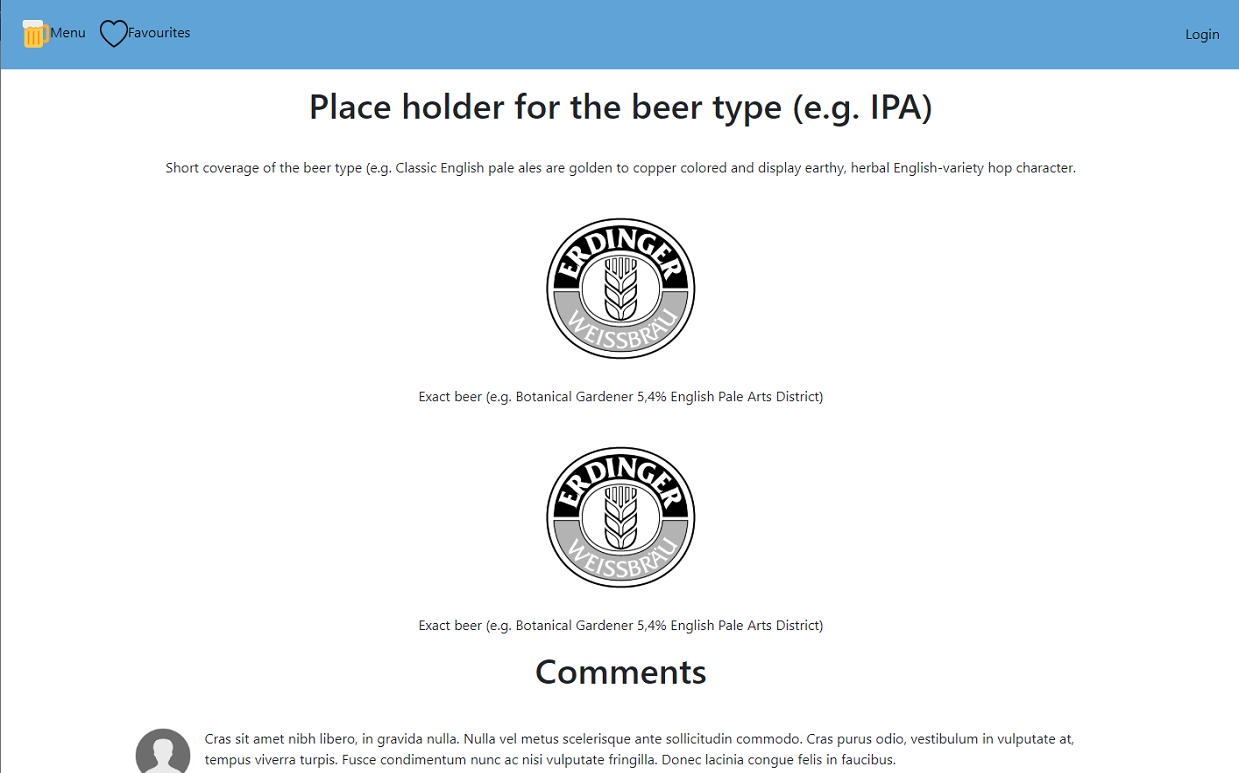 Menu
Favourites
Login
Place holder for the beer type (e.g. IPA)
Short coverage of the beer type (e.g. Classic English pale ales are golden to copper colored and display earthy, herbal English-variety hop character.
ERDINGER
WEISSBRÄU
Exact beer (e.g. Botanical Gardener 5,4% English Pale Arts District)
ERDINGER
WEISSBRÄU
Exact beer (e.g. Botanical Gardener 5,4% English Pale Arts District)
Comments
Cras sit amet nibh libero, in gravida nulla. Nulla vel metus scelerisque ante sollicitudin commodo. Cras purus odio, vestibulum in vulputate at,
tempus viverra turpis. Fusce condimentum nunc ac nisi vulputate fringilla. Donec lacinia congue felis in faucibus.